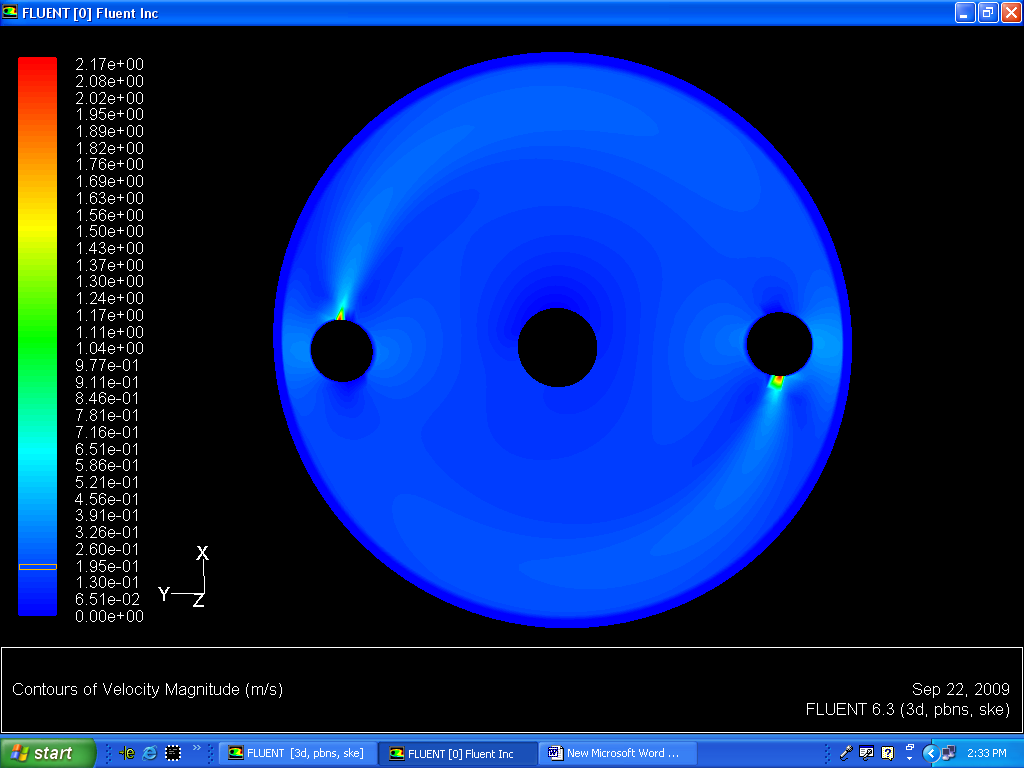 FLUENT [0] Fluent Inc
2.17e+00
2.08e+00
2.02e+00
1.95e+00
1.89e+00
1.82e+00
1.76e+00
1.69e+00
1.63e+00
1.56e+00
1.50e+00
1.43e+00
1.37e+00
1.30e+00
1.24e+00
1.17e+00
1.11e+00
1.04e+00
9.77e-01
9.11e-01
8.46e-01
7.81e-01
7.16e-01
6.51e-01
5.86e-01
5.21e-01
4.56e-01
3.91e-01
3.26e-01
2.60e-01
1.95e-01
1.30e-01
6.51e-02
0.00e+00
X
Y
Z
Contours of Velocity Magnitude (m/s)
Sep 22, 2009
FLUENT 6.3 (3d, pbns, ske)
start
FLUENT [3d, pbns, ske]
FLUENT [0] Fluent Inc
New Microsoft Word ...
2:33 PM